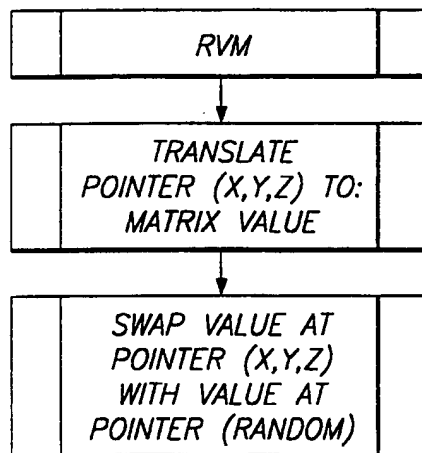 RVM
TRANSLATE
POINTER (X,Y,Z) TO:
MATRIX VALUE
SWAP VALUE AT
POINTER (X,Y,Z)
WITH VALUE AT
POINTER (RANDOM)